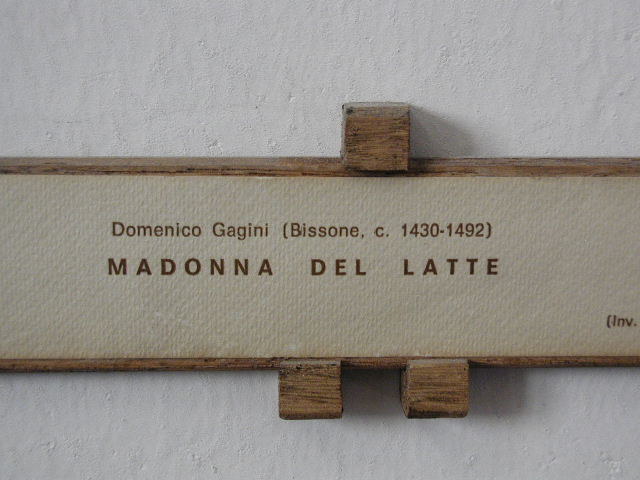 Domenico Gagini (Bissone, c. 1430-1492)
MADONNA DEL LATTE
(Inv.